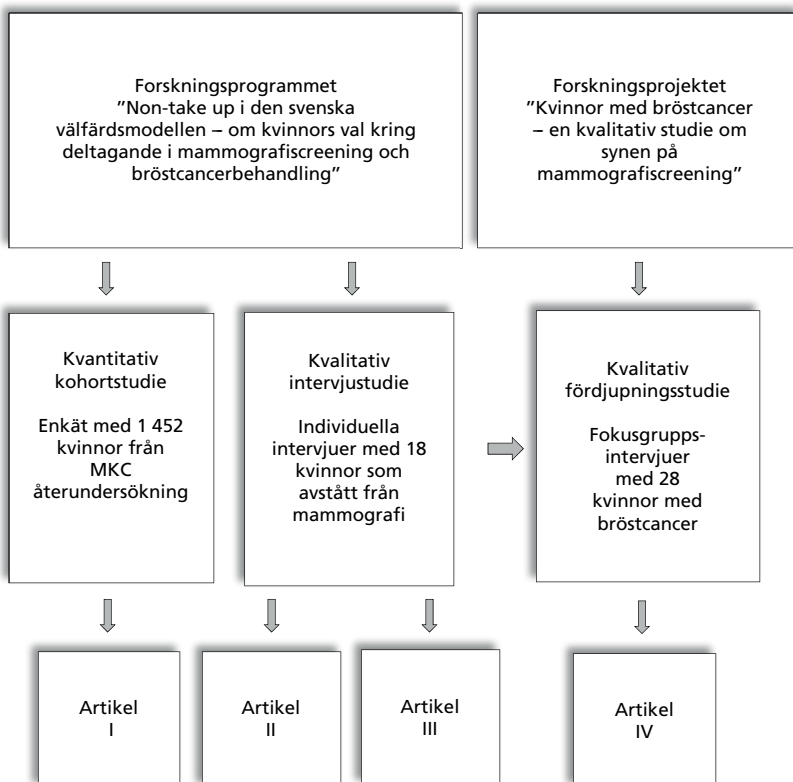 Forskningsprogrammet
”Non-take up i den svenska
välfärdsmodellen – om kvinnors val kring
deltagande i mammografiscreening och
bröstcancerbehandling”
Forskningsprojektet
”Kvinnor med bröstcancer
– en kvalitativ studie om
synen på
mammografiscreening”
Kvantitativ
kohortstudie
Enkät med 1 452
kvinnor från
MKC
återundersökning
Kvalitativ
intervjustudie
Individuella
intervjuer med 18
kvinnor som
avstått från
mammografi
Kvalitativ
fördjupningsstudie
Fokusgrupps-
intervjuer
med 28
kvinnor med
bröstcancer
Artikel
I
Artikel
II
Artikel
III
Artikel
IV